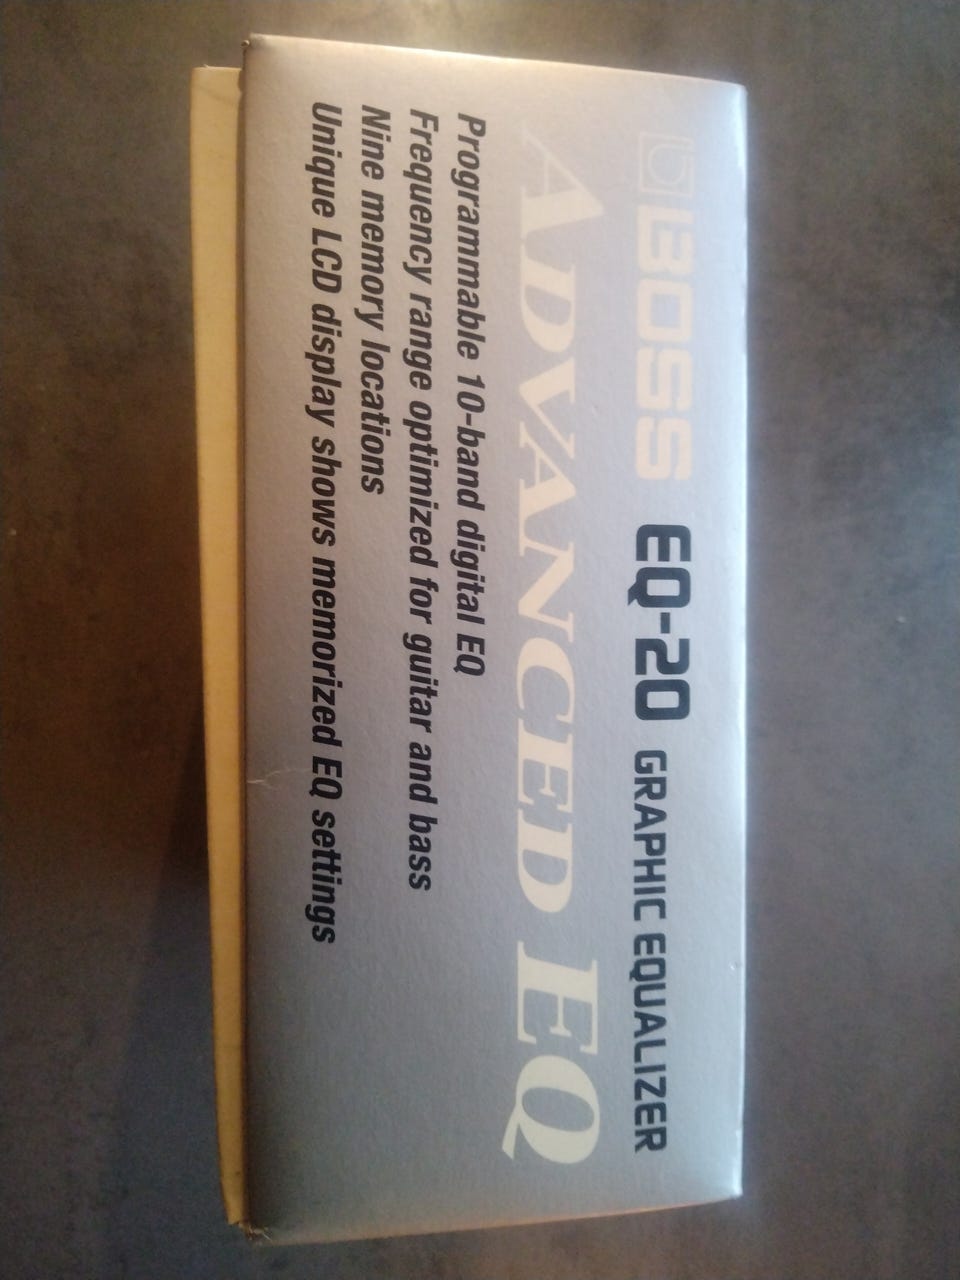 BOSS EQ-20 GRAPHIC EQUALIZER
ADVANCED EQ
Programmable 10-band digital EQ
Frequency range optimized for guitar and bass
Nine memory locations
Unique LCD display shows memorized EQ settings